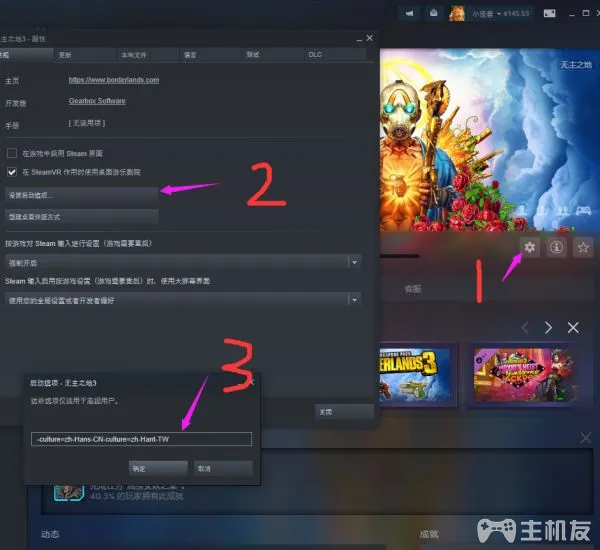 小怪兽 ¥145.53
无主之地3 - 属性
常规 更新 本地文件 语言 测试 DLC
主页 https://www.borderlands.com
开发商 Gearbox Software
手册 [ 无适用项 ]
在游戏中启用 Steam 界面
在 SteamVR 作用时使用桌面游乐剧院
设置启动选项...
创建桌面快捷方式
按游戏对 Steam 输入进行设置（游戏需要重启）
强制开启
Steam 输入启用按游戏设置（游戏需要重启）时，使用大屏幕界面
使用您的全局设置或者开发者偏好
关闭
无主之地
客服
1
2
3
启动选项 - 无主之地3
这些选项仅适用于高级用户。
-culture=zh-Hans-CN-culture=zh-Hant-TW
确定 取消
40.3% 的玩家拥有此成就
动态 成就
主机友